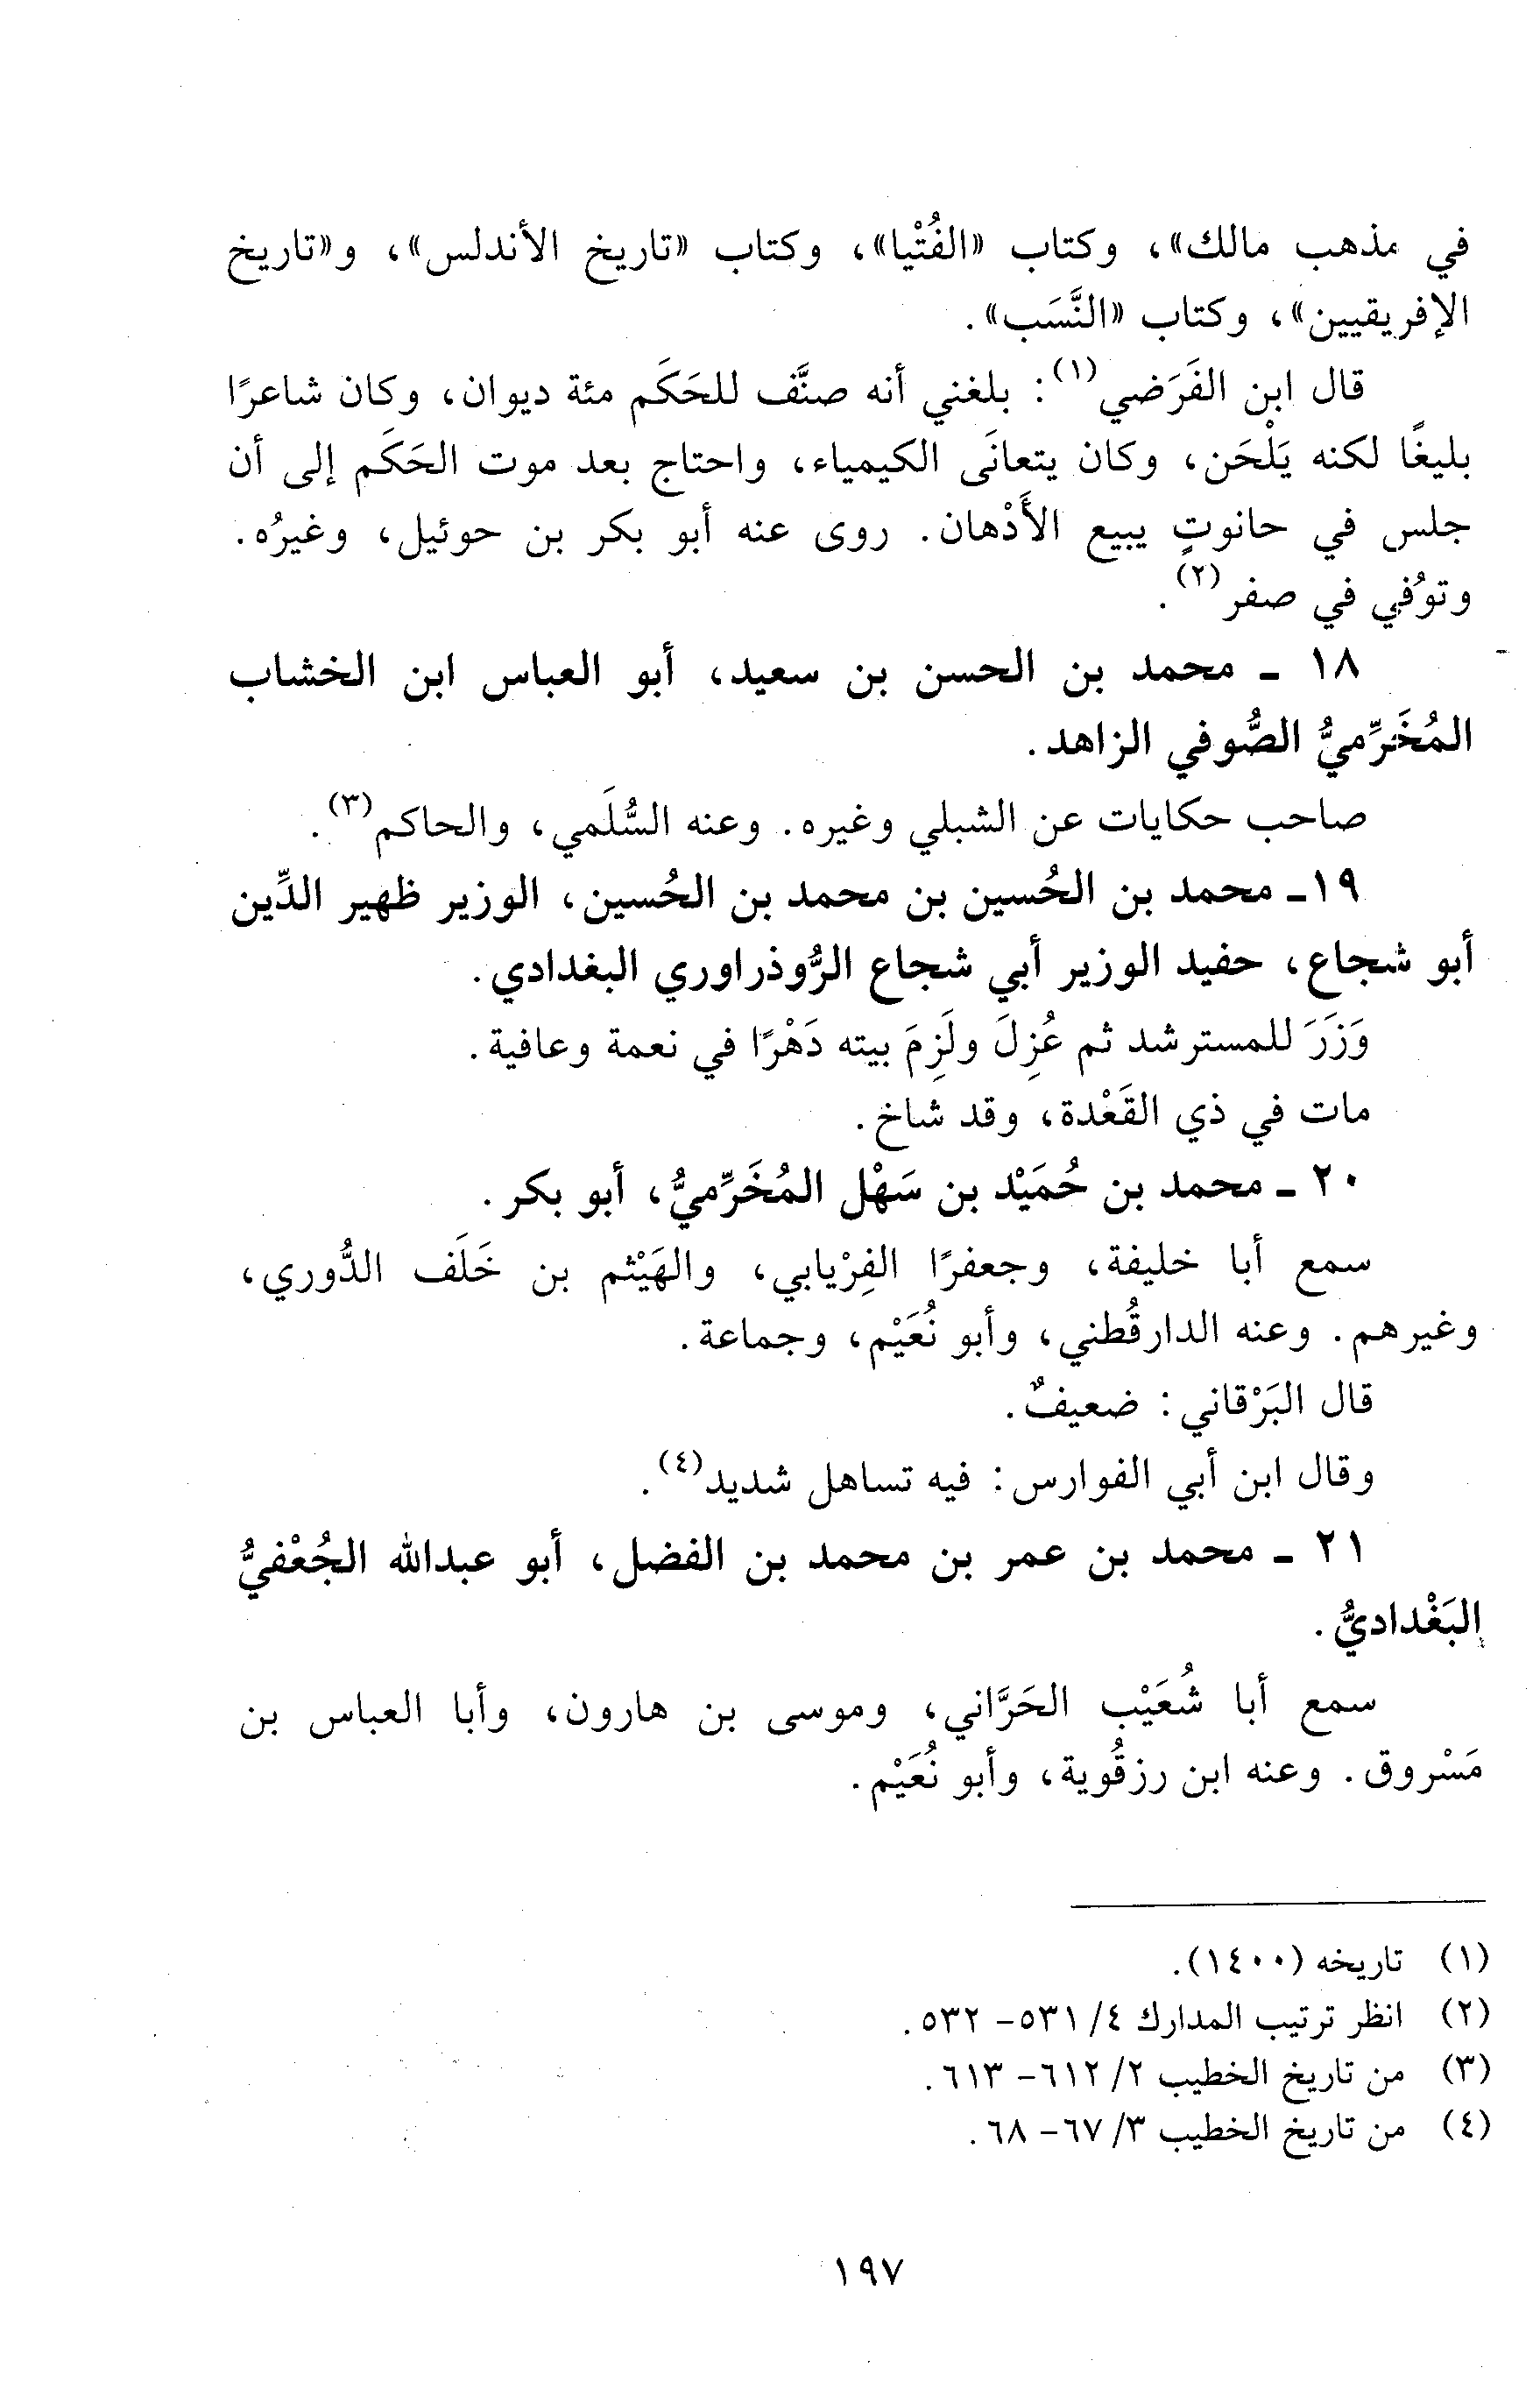 في مذهب مالك»، وكتاب «الفُتْيا»، وكتاب «تاريخ الأندلس»، و«تاريخ
الإفريقيين»، وكتاب «النَّسَب».
قال ابن الفَرَضي(١): بلغني أنه صنَّف للحَكَم مئة ديوان، وكان شاعرًا
بليغًا لكنه يَلْحَن، وكان يتعانَى الكيمياء، واحتاج بعد موت الحَكَم إلى أن
جلس في حانوتٍ يبيع الأَدْهان. روى عنه أبو بكر بن حوئيل، وغيرُه.
وتوُفي في صفر(٢).
١٨ ـ محمد بن الحسن بن سعيد، أبو العباس ابن الخشاب
المُخَرِّميُّ الصُّوفي الزاهد.
صاحب حكايات عن الشبلي وغيره. وعنه السُّلَمي، والحاكم(٣).
١٩ـ محمد بن الحُسين بن محمد بن الحُسين، الوزير ظهير الدِّين
أبو شجاع، حفيد الوزير أبي شجاع الرُّوذراوري البغدادي.
وَزَرَ للمسترشد ثم عُزِلَ ولَزِمَ بيته دَهْرًا في نعمة وعافية.
مات في ذي القَعْدة، وقد شاخ.
٢٠ ـ محمد بن حُمَيْد بن سَهْل المُخَرِّميُّ، أبو بكر.
سمع أبا خليفة، وجعفرًا الفِرْيابي، والهَيْثم بن خَلَف الدُّوري،
وغيرهم. وعنه الدارقُطني، وأبو نُعَيْم، وجماعة.
قال البَرْقاني: ضعيفٌ.
وقال ابن أبي الفوارس: فيه تساهل شديد(٤).
٢١ ـ محمد بن عمر بن محمد بن الفضل، أبو عبدالله الجُعْفيُّ
البَغْداديُّ.
سمع أبا شُعَيْب الحَرَّاني، وموسى بن هارون، وأبا العباس بن
مَسْروق. وعنه ابن رزقُوية، وأبو نُعَيْم.
(١) تاريخه (١٤٠٠).
(٢) انظر ترتيب المدارك ٤/ ٥٣١- ٥٣٢.
(٣) من تاريخ الخطيب ٢/ ٦١٢- ٦١٣.
(٤) من تاريخ الخطيب ٣/ ٦٧- ٦٨.
١٩٧